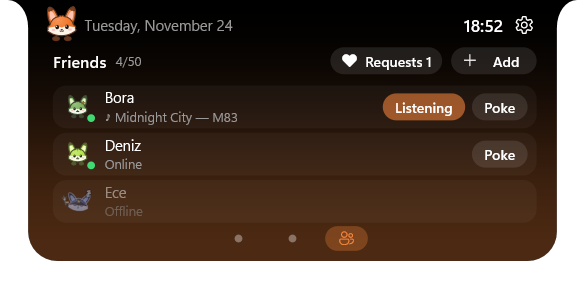 Tuesday, November 24 18:52
Friends 4/50 Requests 1 Add
Bora
♪ Midnight City — M83 Listening Poke
Deniz
Online Poke
Ece
Offline